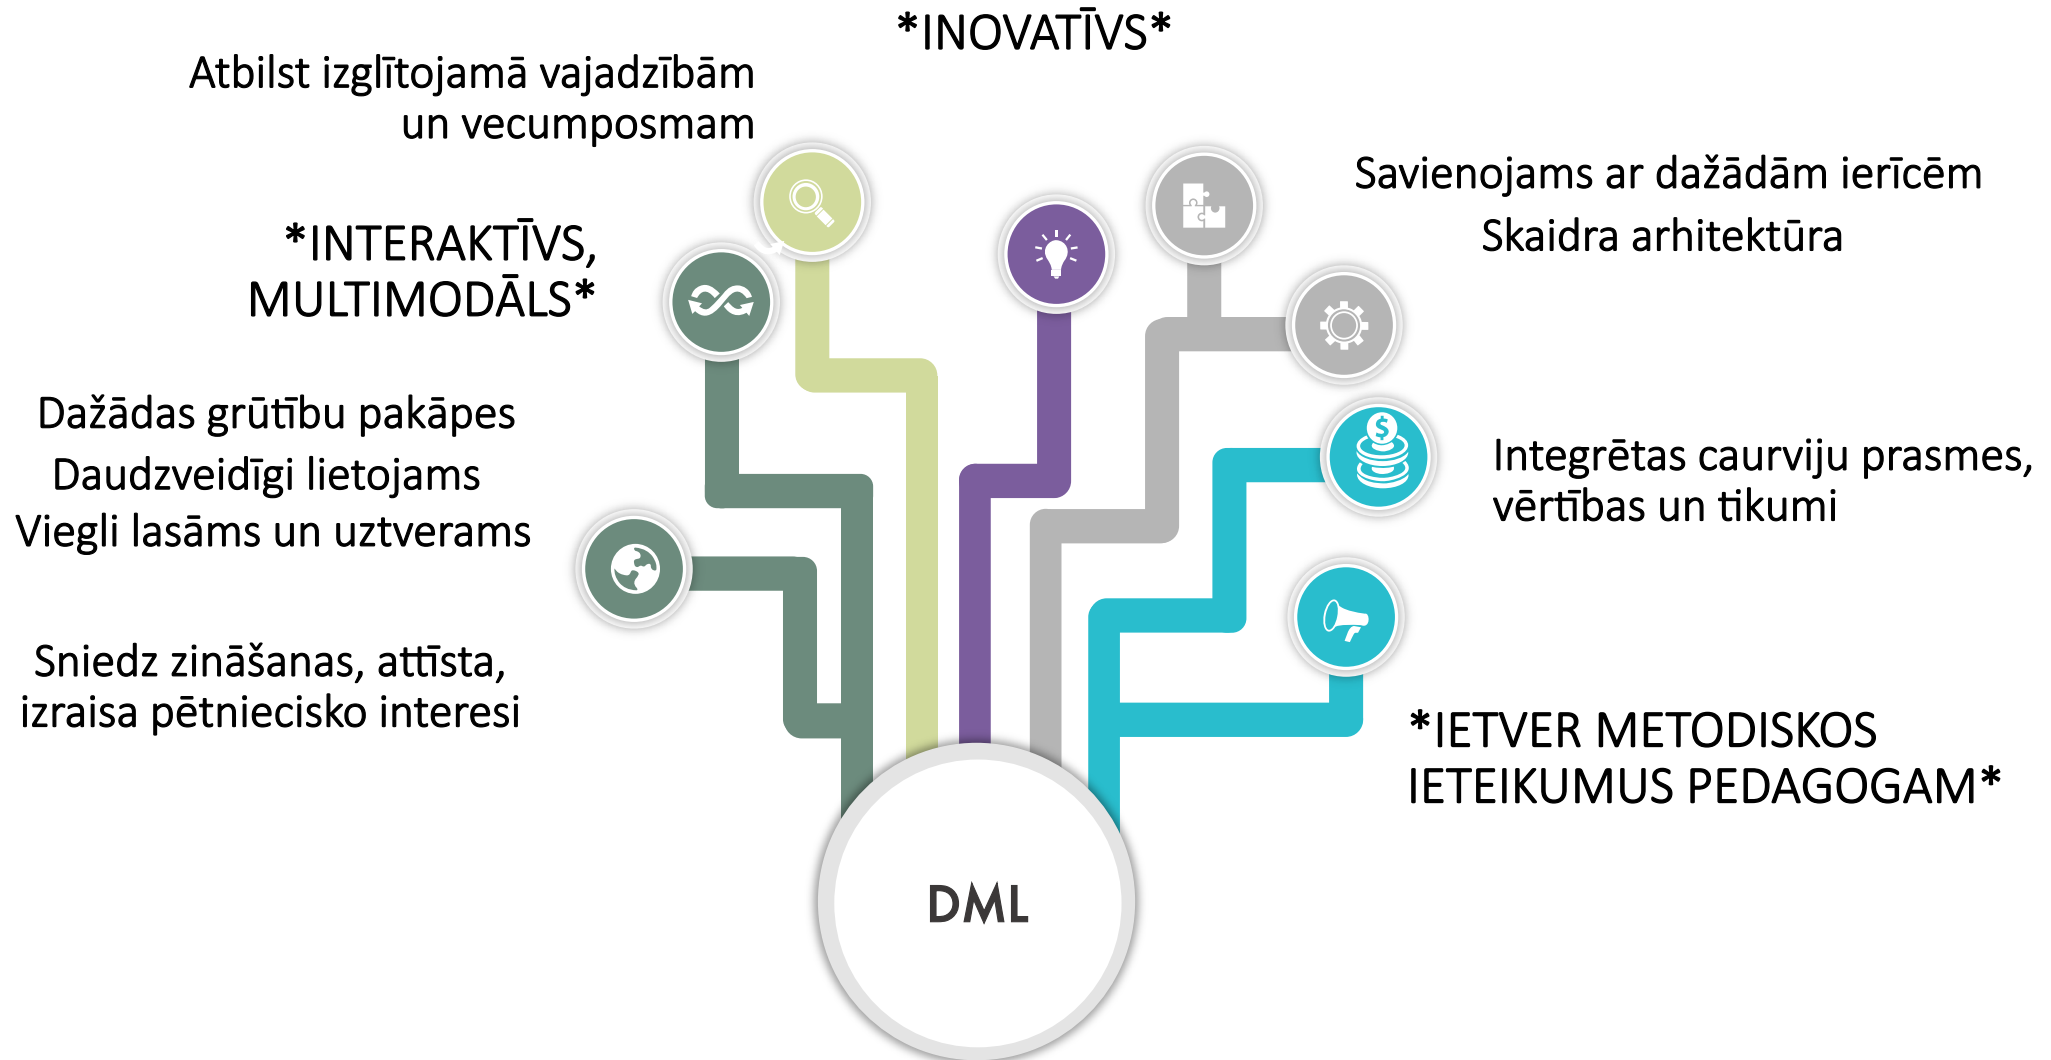 *INOVATĪVS*
Atbilst izglītojamā vajadzībām
un vecumposmam
*INTERAKTĪVS,
MULTIMODĀLS*
Dažādas grūtību pakāpes
Daudzveidīgi lietojams
Viegli lasāms un uztverams
Sniedz zināšanas, attīsta,
izraisa pētniecisko interesi
Savienojams ar dažādām ierīcēm
Skaidra arhitektūra
$
Integrētas caurviju prasmes,
vērtības un tikumi
*IETVER METODISKOS
IETEIKUMUS PEDAGOGAM*
DML